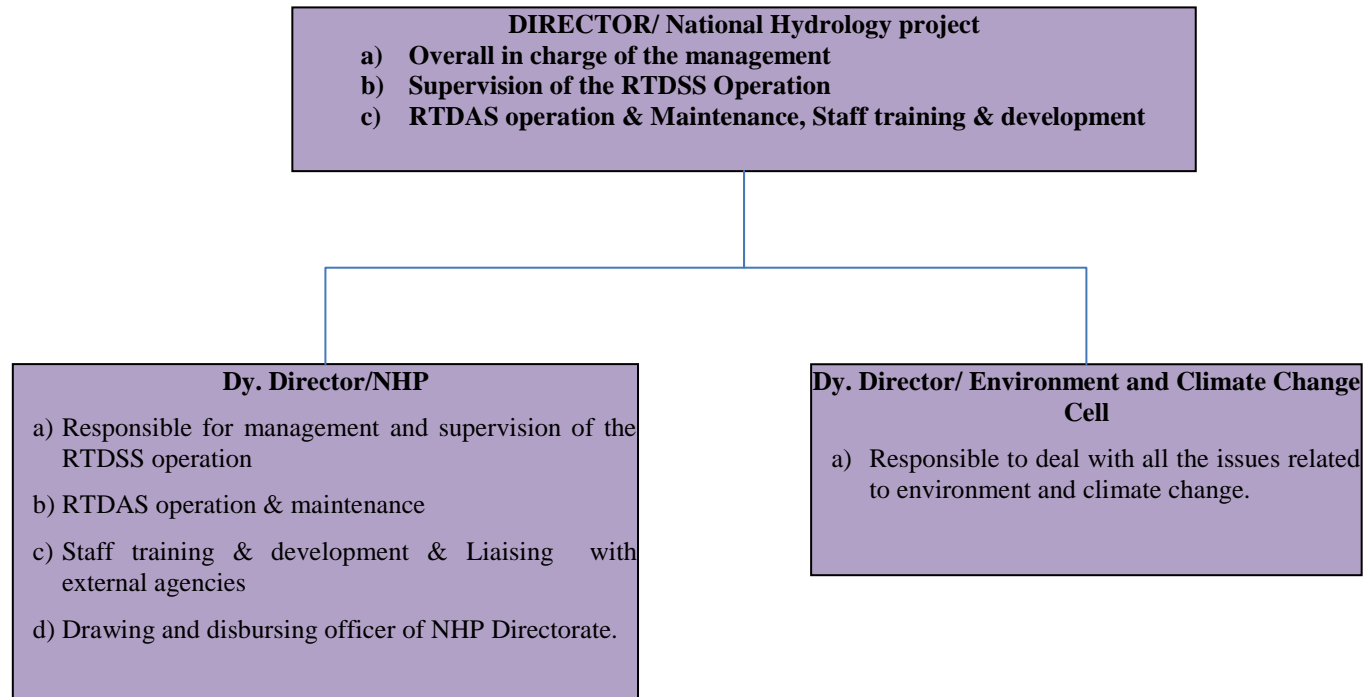 DIRECTOR/ National Hydrology project
a) Overall in charge of the management
b) Supervision of the RTDSS Operation
c) RTDAS operation & Maintenance, Staff training & development
Dy. Director/NHP
a) Responsible for management and supervision of the
RTDSS operation
b) RTDAS operation & maintenance
c) Staff training & development & Liaising with
external agencies
d) Drawing and disbursing officer of NHP Directorate.
Dy. Director/ Environment and Climate Change
Cell
a) Responsible to deal with all the issues related
to environment and climate change.